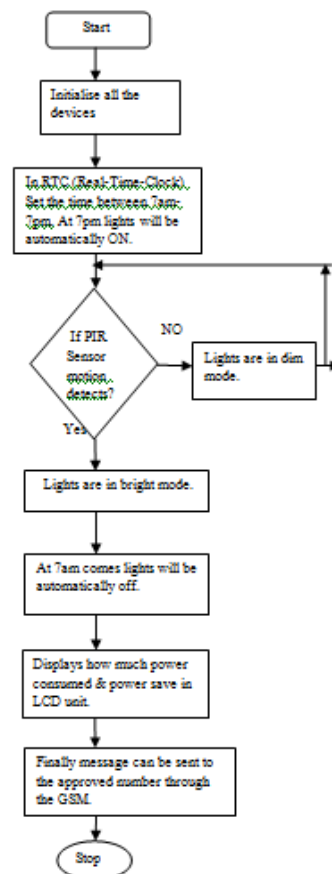 Start
Initialise all the
devices
In RTC (Real-Time-Clock),
Set the time between 7am-
7pm, At 7pm lights will be
automatically ON.
If PIR
Sensor
motion
detects?
NO
Lights are in dim
mode.
Yes
Lights are in bright mode.
At 7am comes lights will be
automatically off.
Displays how much power
consumed & power save in
LCD unit.
Finally message can be sent to
the approved number through
the GSM.
Stop